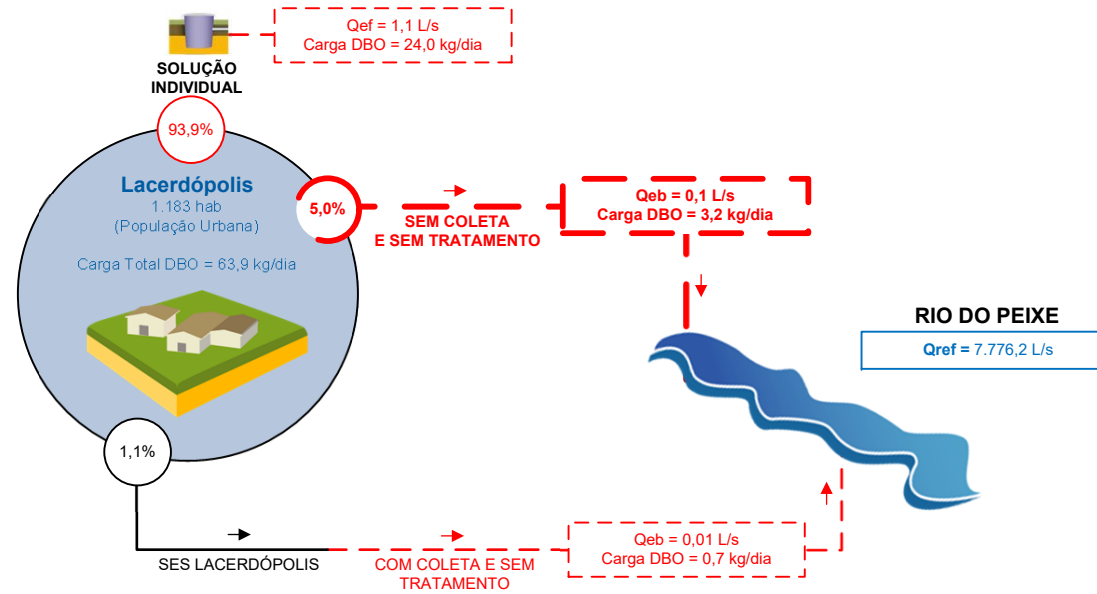 Qef = 1,1 L/s
Carga DBO = 24,0 kg/dia
SOLUÇÃO
INDIVIDUAL
93,9%
Lacerdópolis
1.183 hab
(População Urbana)
Carga Total DBO = 63,9 kg/dia
5,0%
SEM COLETA
E SEM TRATAMENTO
Qeb = 0,1 L/s
Carga DBO = 3,2 kg/dia
RIO DO PEIXE
Qref = 7.776,2 L/s
1,1%
SES LACERDÓPOLIS
COM COLETA E SEM
TRATAMENTO
Qeb = 0,01 L/s
Carga DBO = 0,7 kg/dia